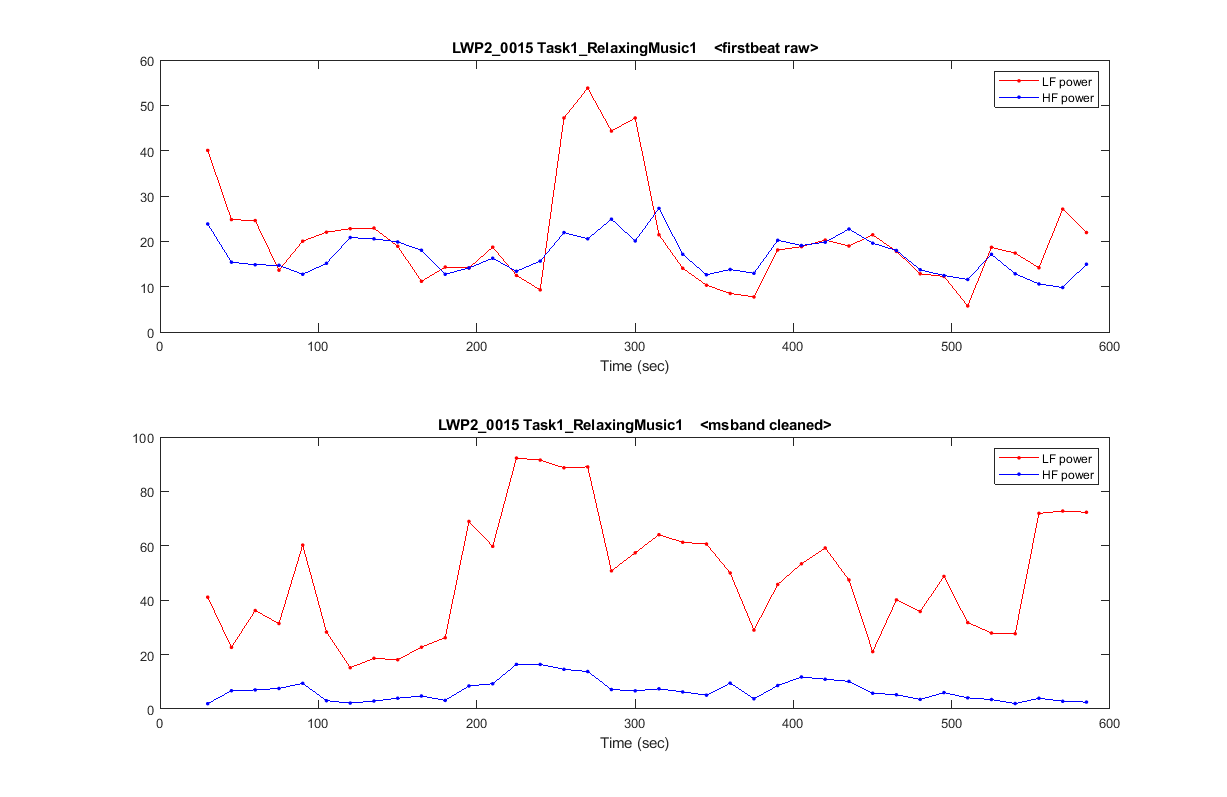 LWP2_0015 Task1_RelaxingMusic1 <firstbeat raw>
60
50
40
30
20
10
0
LF power
HF power
0 100 200 300 400 500 600
Time (sec)
LWP2_0015 Task1_RelaxingMusic1 <msband cleaned>
100
80
60
40
20
0
LF power
HF power
0 100 200 300 400 500 600
Time (sec)